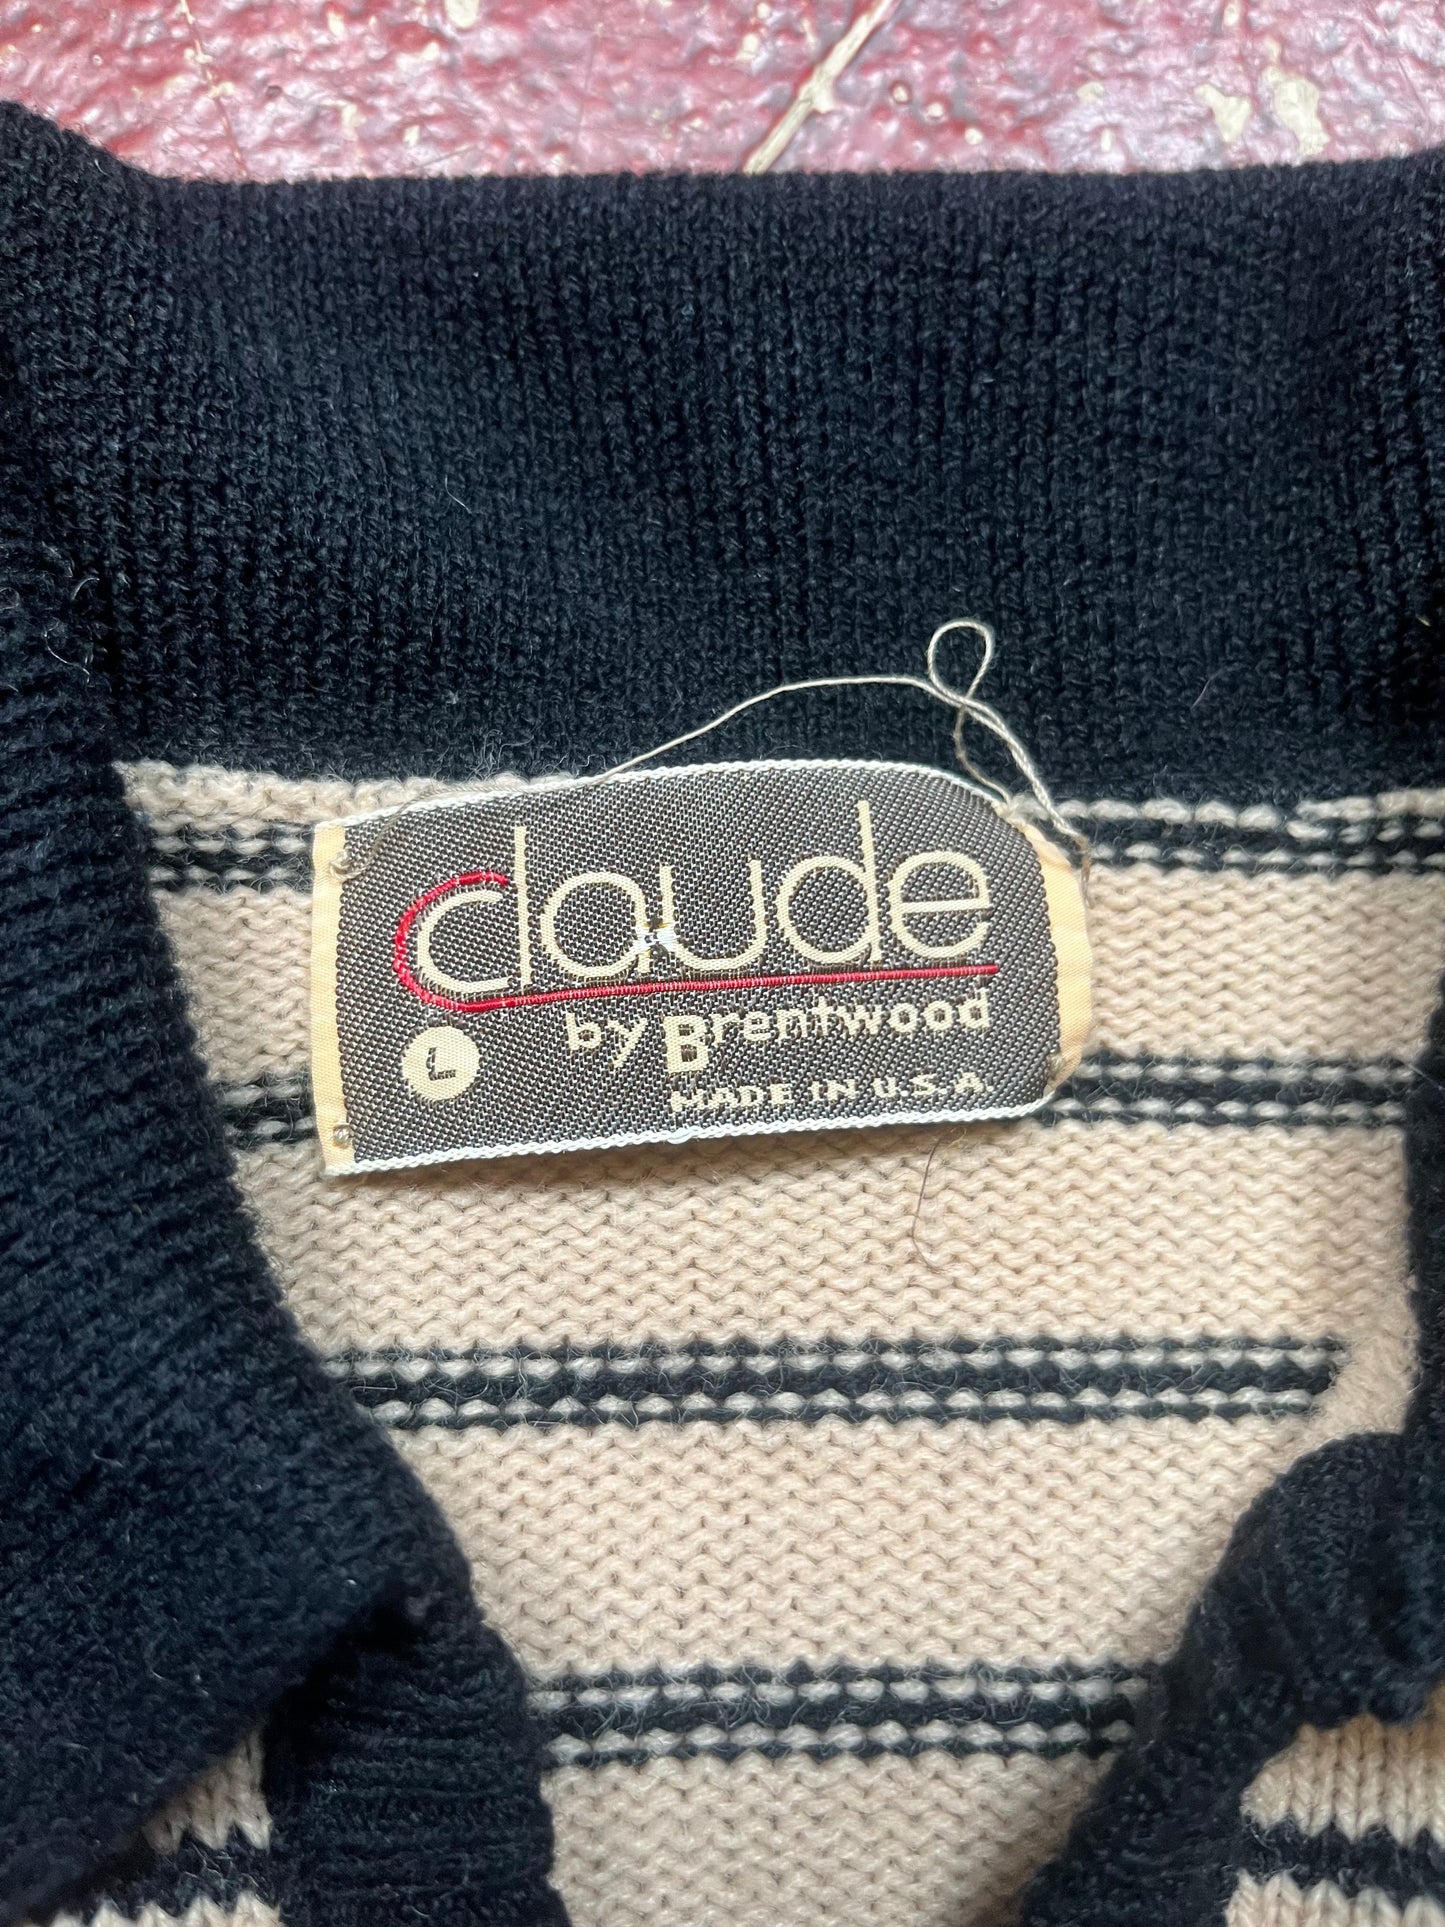 claude
by Brentwood
L
MADE IN U.S.A.